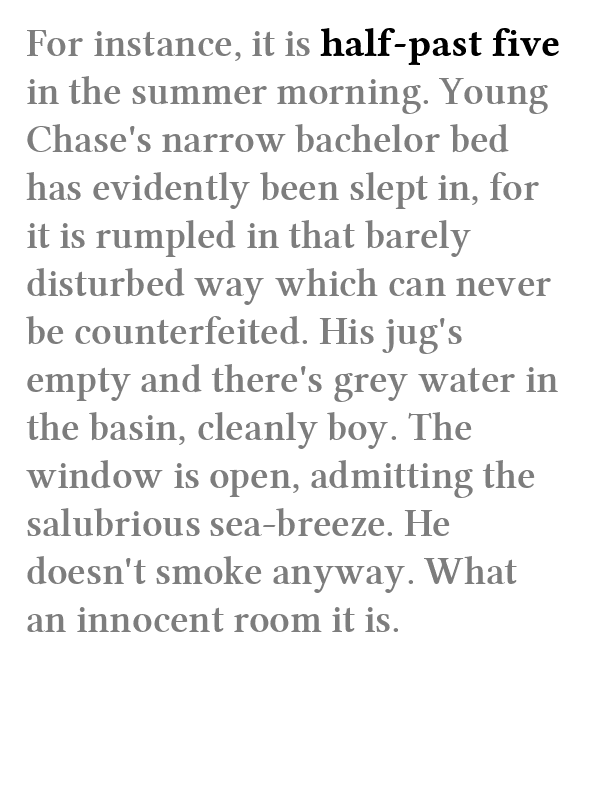 For instance, it is half-past five
in the summer morning. Young
Chase's narrow bachelor bed
has evidently been slept in, for
it is rumpled in that barely
disturbed way which can never
be counterfeited. His jug's
empty and there's grey water in
the basin, cleanly boy. The
window is open, admitting the
salubrious sea-breeze. He
doesn't smoke anyway. What
an innocent room it is.